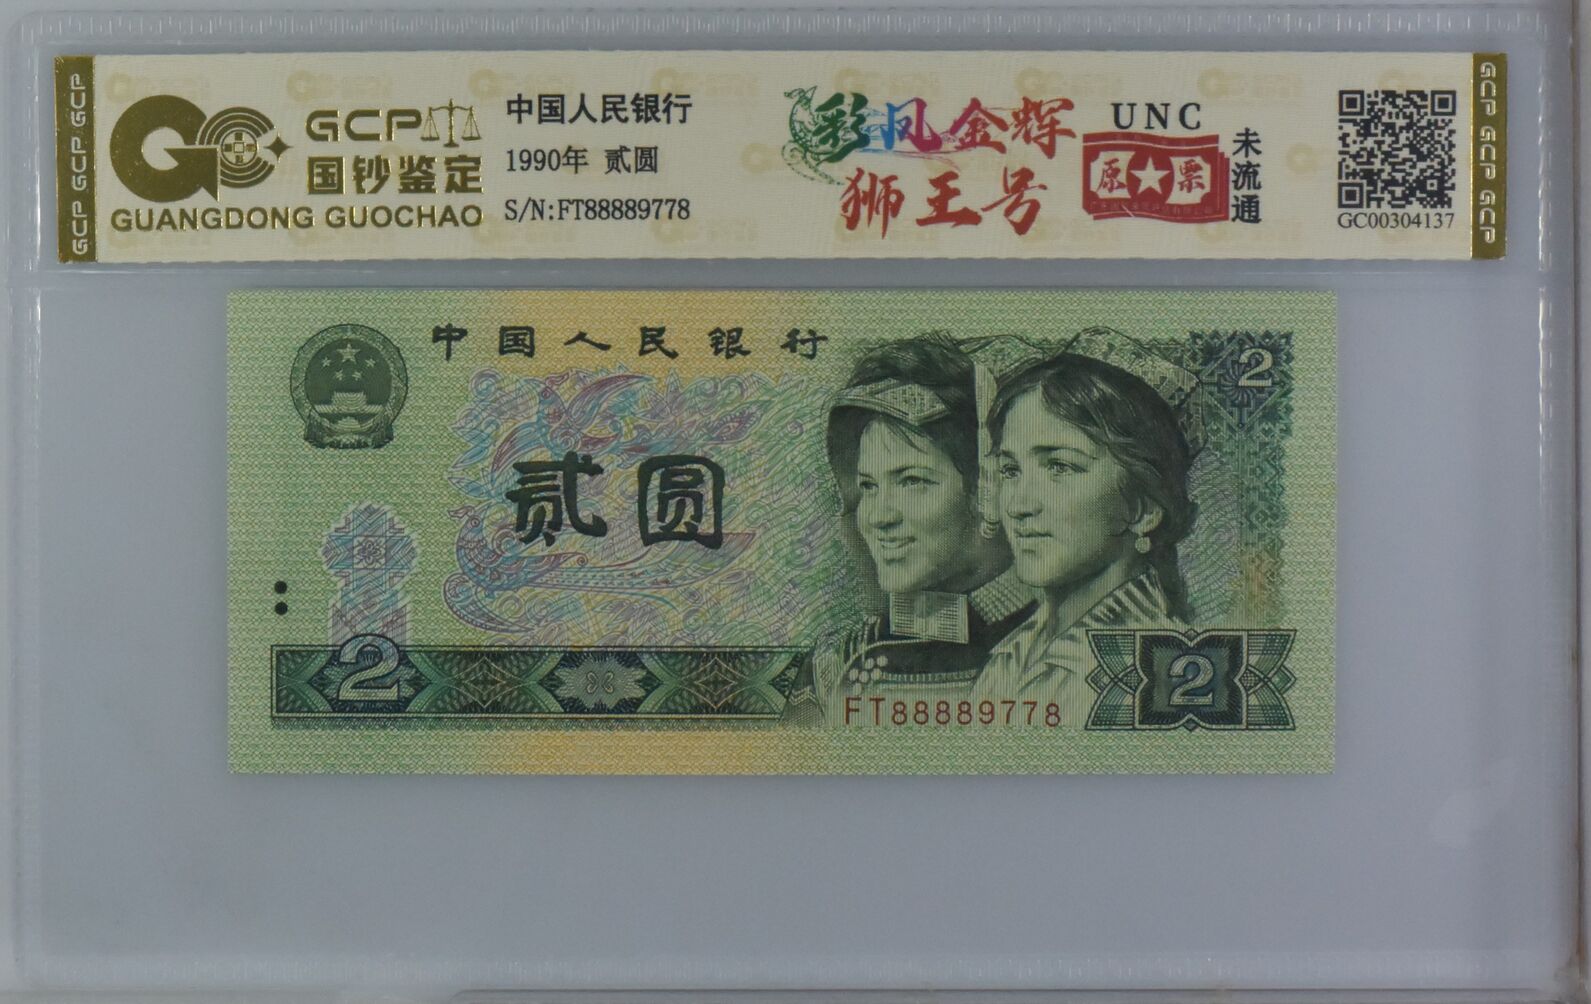 GCP GCP GCP
GCP
国钞鉴定
GUANGDONG GUOCHAO
中国人民银行
1990年 贰圆
S/N:FT88889778
彩凤金辉
狮王号
UNC
原★票
未流通
GC00304137
GCP GCP GCP
中国人民银行
2
贰圆
2
FT88889778
2